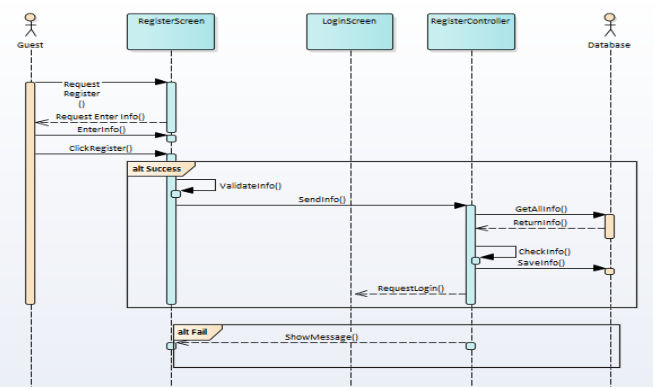 RegisterScreen
LoginScreen
RegisterController
Guest
Database
Request
Register
()
Request Enter Info()
EnterInfo()
ClickRegister()
alt Success
ValidateInfo()
SendInfo()
GetAllInfo()
ReturnInfo()
CheckInfo()
SaveInfo()
RequestLogin()
alt Fail
ShowMessage()